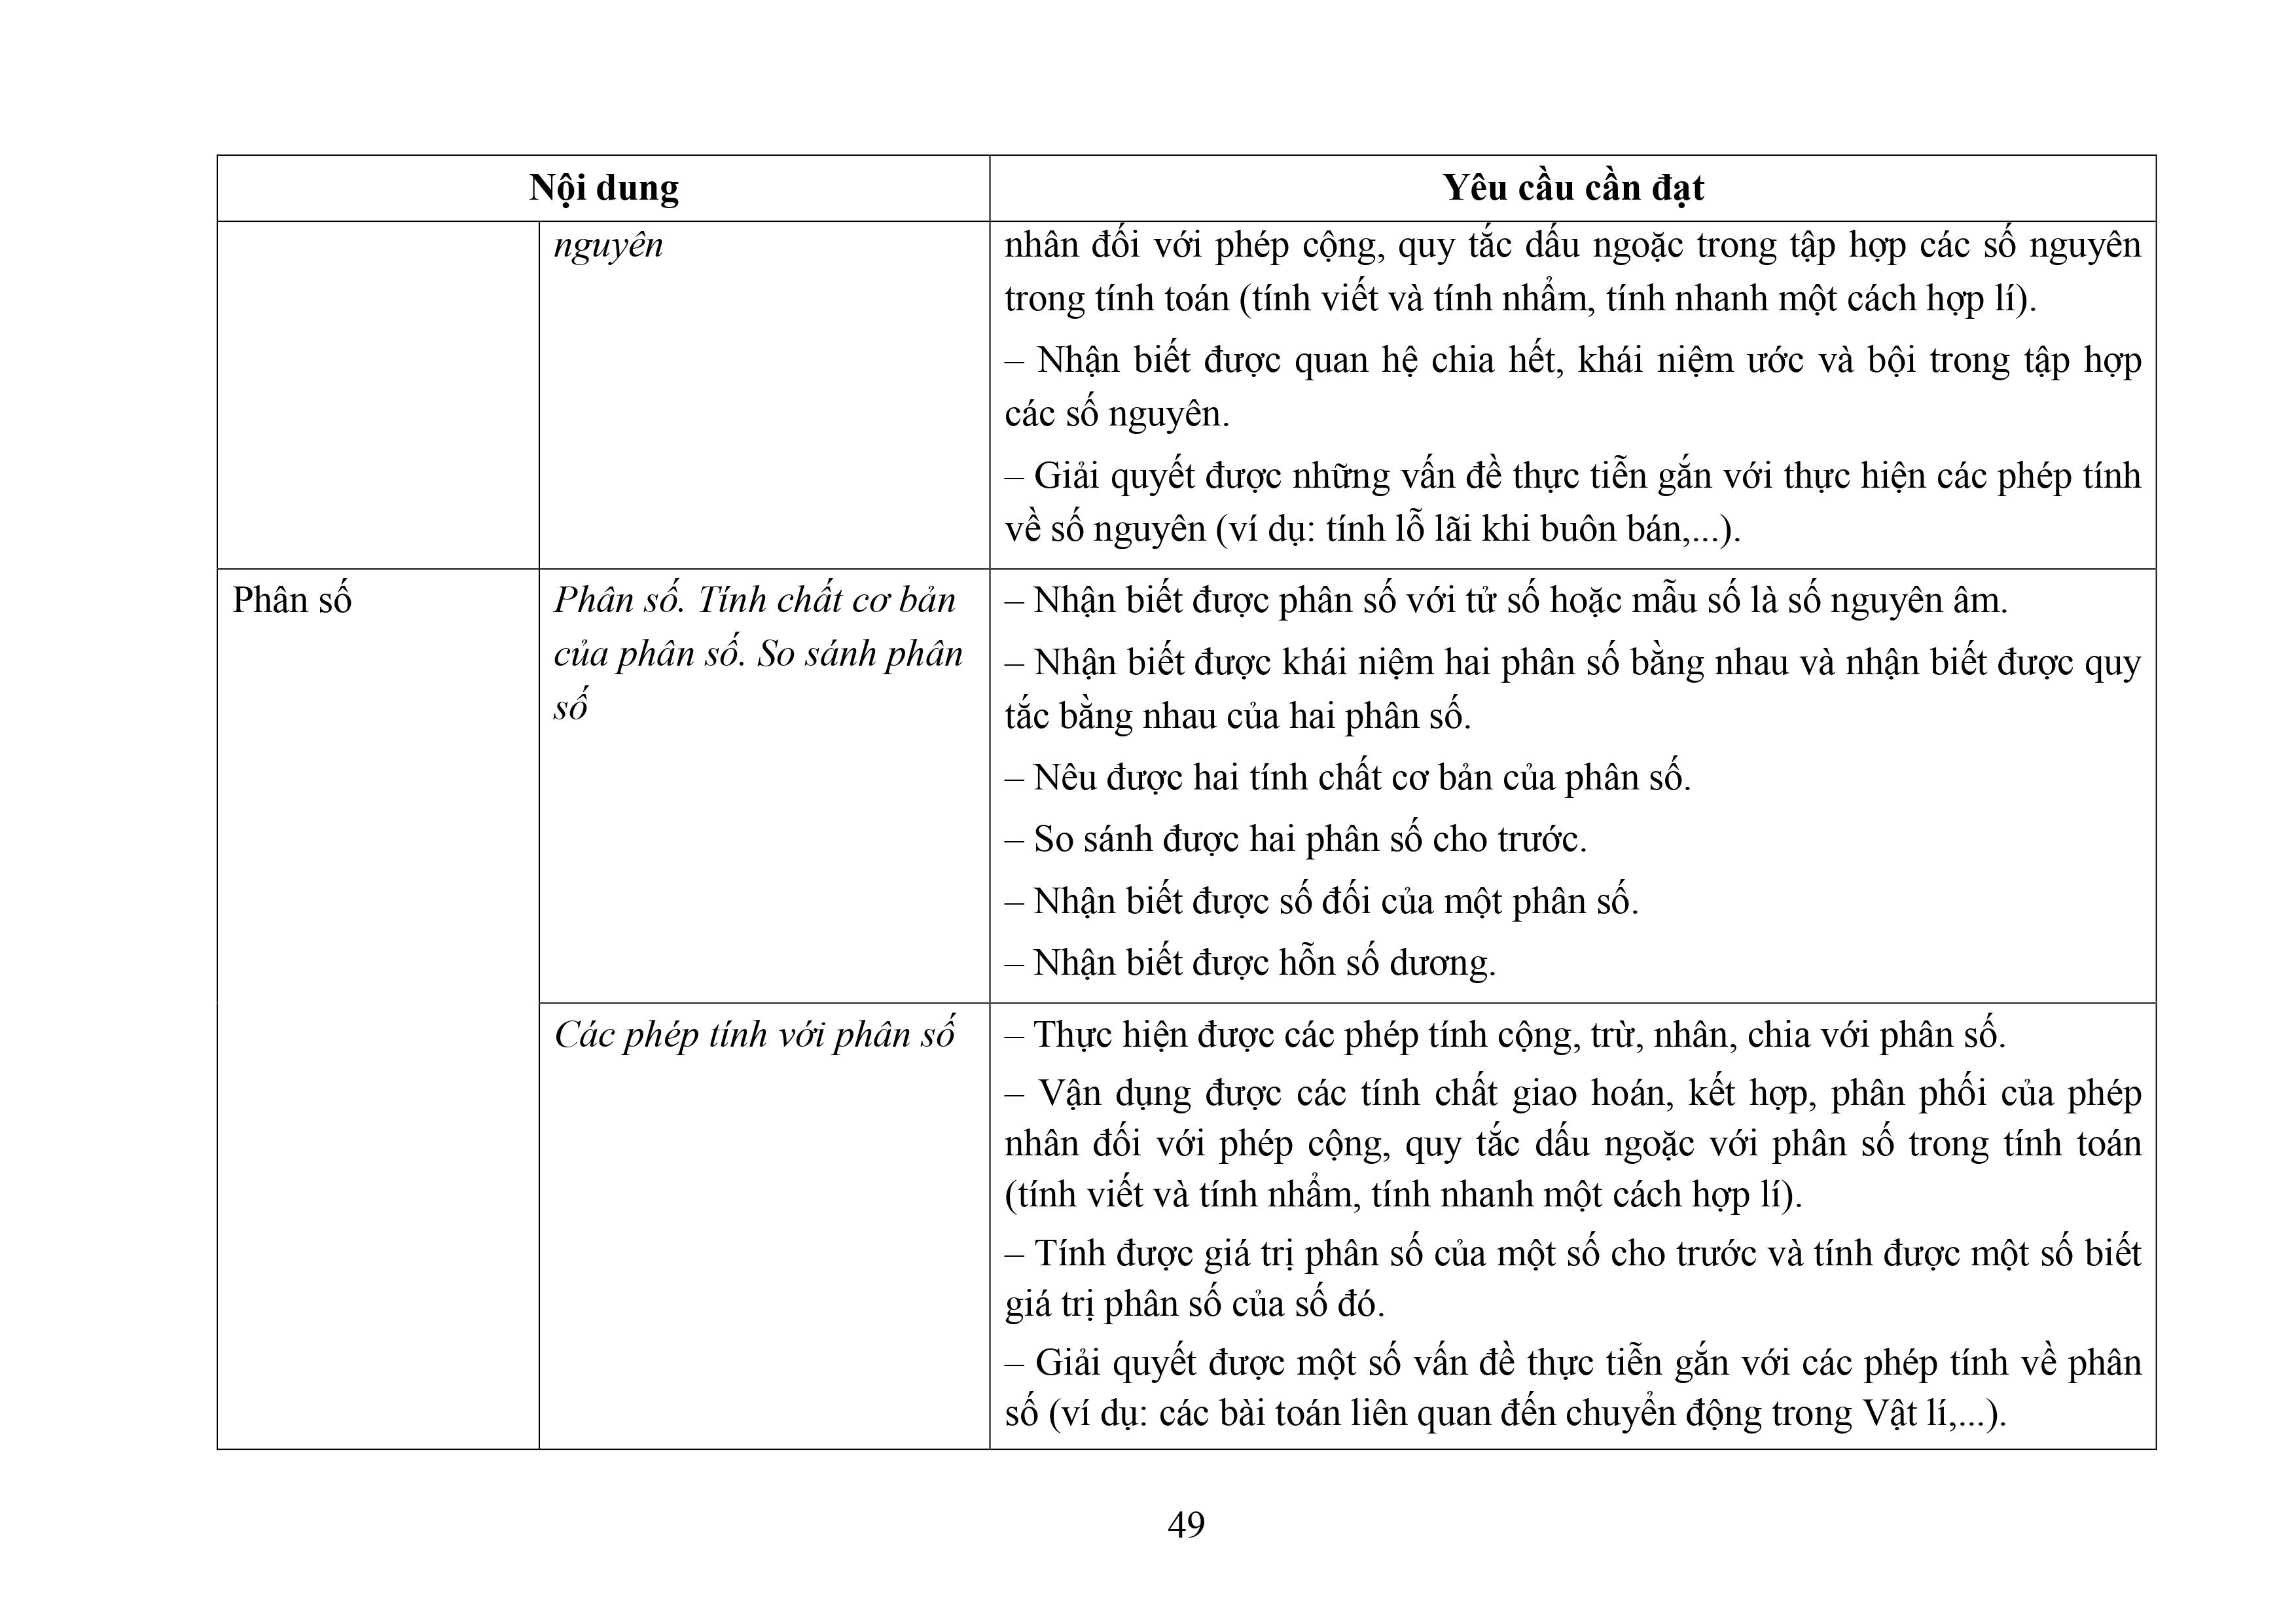 Nội dung
Yêu cầu cần đạt
nguyên
nhân đối với phép cộng, quy tắc dấu ngoặc trong tập hợp các số nguyên
trong tính toán (tính viết và tính nhẩm, tính nhanh một cách hợp lí).
– Nhận biết được quan hệ chia hết, khái niệm ước và bội trong tập hợp
các số nguyên.
– Giải quyết được những vấn đề thực tiễn gắn với thực hiện các phép tính
về số nguyên (ví dụ: tính lỗ lãi khi buôn bán,...).
Phân số
Phân số. Tính chất cơ bản
của phân số. So sánh phân
số
– Nhận biết được phân số với tử số hoặc mẫu số là số nguyên âm.
– Nhận biết được khái niệm hai phân số bằng nhau và nhận biết được quy
tắc bằng nhau của hai phân số.
– Nêu được hai tính chất cơ bản của phân số.
– So sánh được hai phân số cho trước.
– Nhận biết được số đối của một phân số.
– Nhận biết được hỗn số dương.
Các phép tính với phân số
– Thực hiện được các phép tính cộng, trừ, nhân, chia với phân số.
– Vận dụng được các tính chất giao hoán, kết hợp, phân phối của phép
nhân đối với phép cộng, quy tắc dấu ngoặc với phân số trong tính toán
(tính viết và tính nhẩm, tính nhanh một cách hợp lí).
– Tính được giá trị phân số của một số cho trước và tính được một số biết
giá trị phân số của số đó.
– Giải quyết được một số vấn đề thực tiễn gắn với các phép tính về phân
số (ví dụ: các bài toán liên quan đến chuyển động trong Vật lí,...).
49